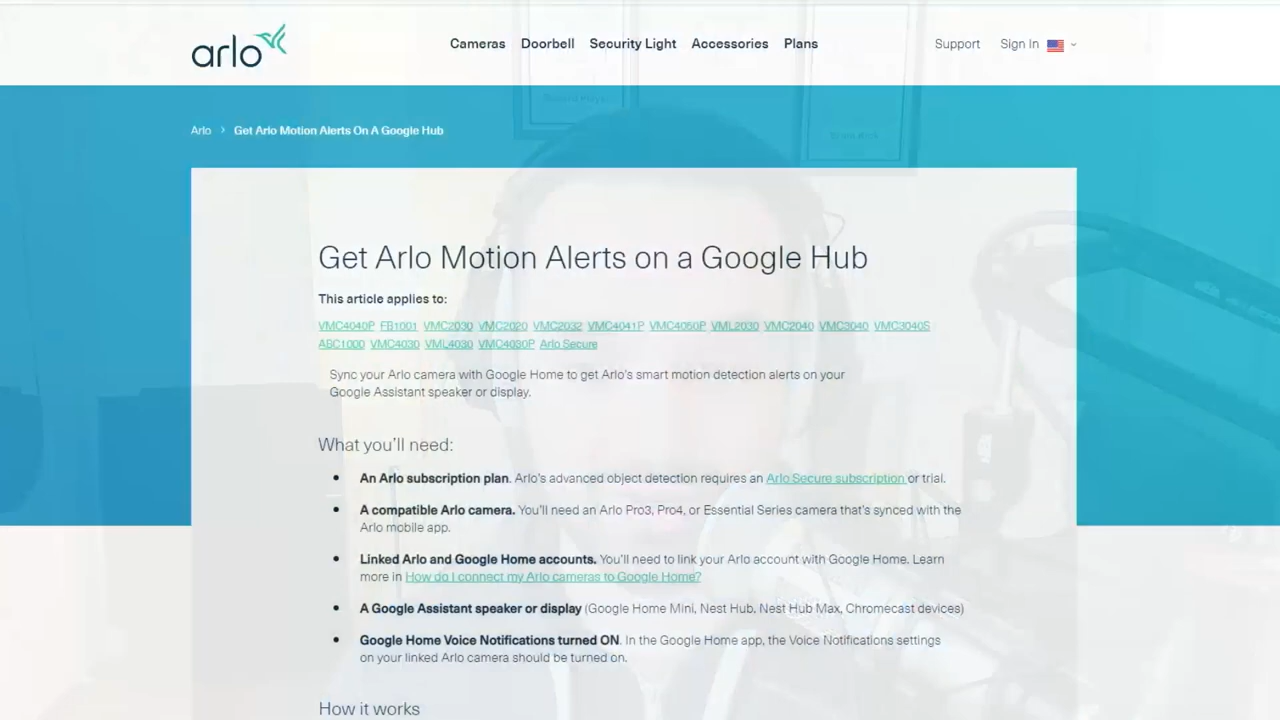 arlo
Cameras Doorbell Security Light Accessories Plans Support Sign In
Arlo > Get Arlo Motion Alerts On A Google Hub
Get Arlo Motion Alerts on a Google Hub
This article applies to:
VMC4040P FB1001 VMC2030 VMC2020 VMC2032 VMC4041P VMC4050P VML2030 VMC2040 VMC3040 VMC3040S
ABC1000 VMC4030 VML4030 VMC4030P Arlo Secure
Sync your Arlo camera with Google Home to get Arlo's smart motion detection alerts on your
Google Assistant speaker or display.
What you'll need:
• An Arlo subscription plan. Arlo's advanced object detection requires an Arlo Secure subscription or trial.
• A compatible Arlo camera. You'll need an Arlo Pro3, Pro4, or Essential Series camera that's synced with the
Arlo mobile app.
• Linked Arlo and Google Home accounts. You'll need to link your Arlo account with Google Home. Learn
more in How do I connect my Arlo cameras to Google Home?
• A Google Assistant speaker or display (Google Home Mini, Nest Hub, Nest Hub Max, Chromecast devices)
• Google Home Voice Notifications turned ON. In the Google Home app, the Voice Notifications settings
on your linked Arlo camera should be turned on.
How it works